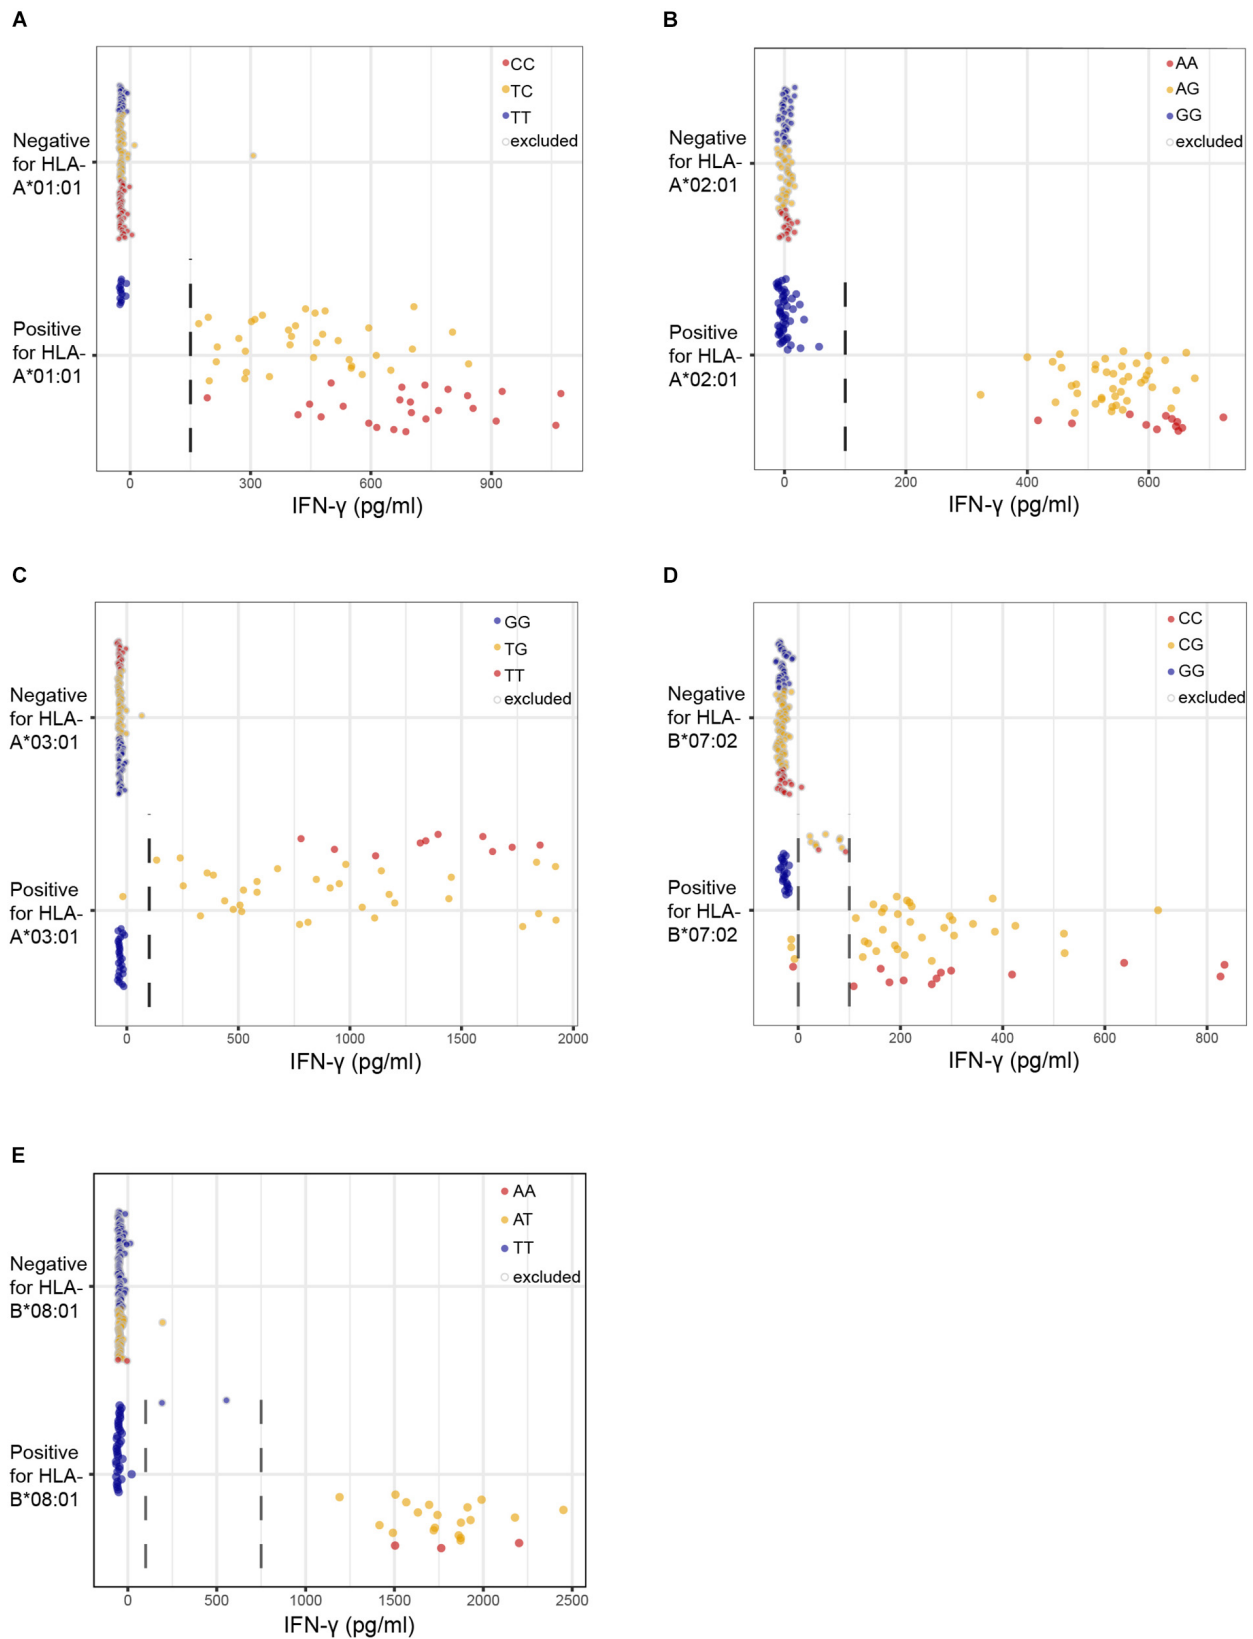 A
CC
TC
TT
excluded
Negative
for HLA-
A*01:01
Positive
for HLA-
A*01:01
0
300
600
900
IFN-γ (pg/ml)
B
AA
AG
GG
excluded
Negative
for HLA-
A*02:01
Positive
for HLA-
A*02:01
0
200
400
600
IFN-γ (pg/ml)
C
GG
TG
TT
excluded
Negative
for HLA-
A*03:01
Positive
for HLA-
A*03:01
0
500
1000
1500
2000
IFN-γ (pg/ml)
D
CC
CG
GG
excluded
Negative
for HLA-
B*07:02
Positive
for HLA-
B*07:02
0
200
400
600
800
IFN-γ (pg/ml)
E
AA
AT
TT
excluded
Negative
for HLA-
B*08:01
Positive
for HLA-
B*08:01
0
500
1000
1500
2000
2500
IFN-γ (pg/ml)